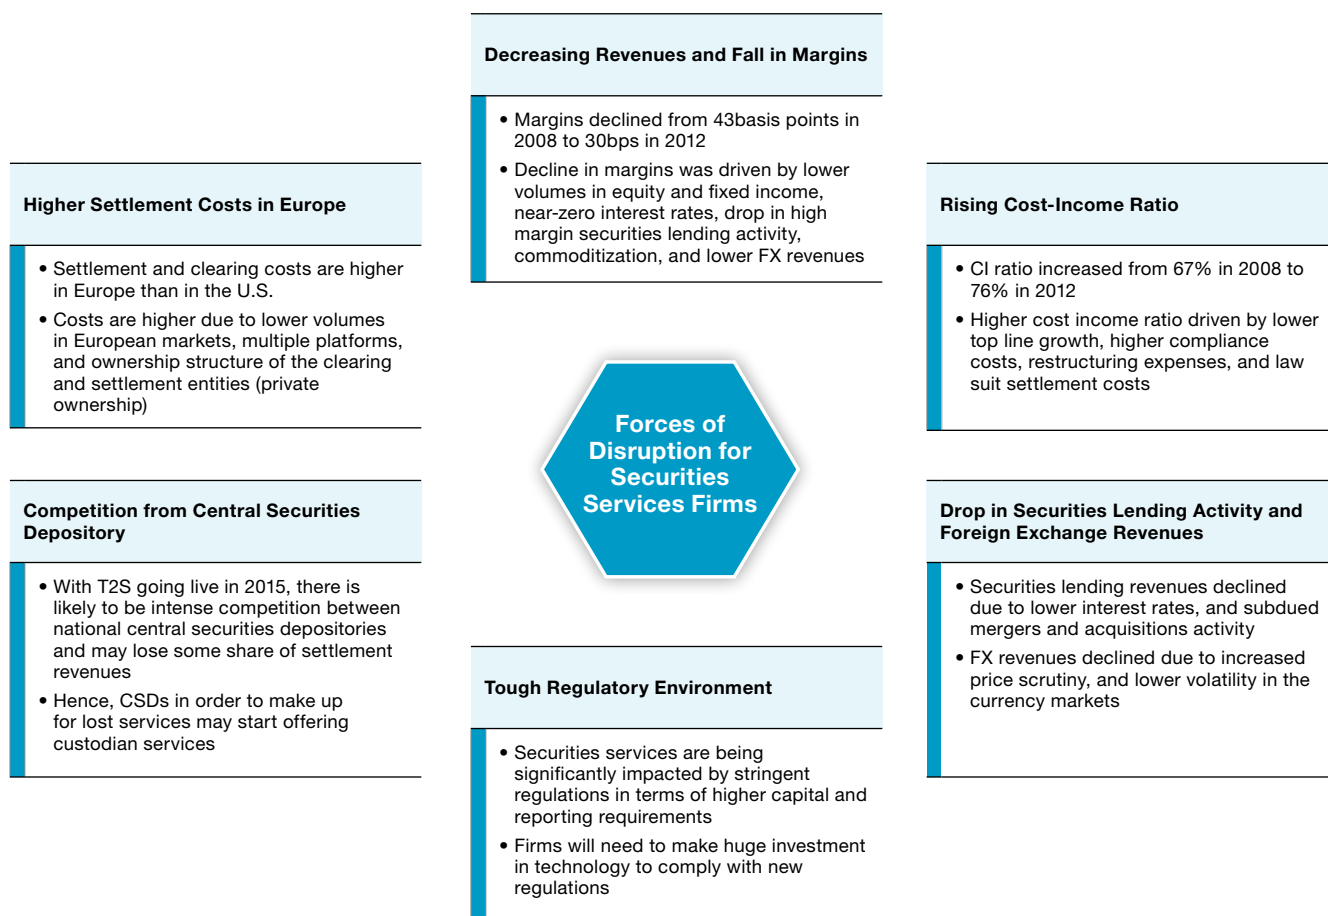 Decreasing Revenues and Fall in Margins
• Margins declined from 43basis points in
2008 to 30bps in 2012
• Decline in margins was driven by lower
volumes in equity and fixed income,
near-zero interest rates, drop in high
margin securities lending activity,
commoditization, and lower FX revenues
Higher Settlement Costs in Europe
• Settlement and clearing costs are higher
in Europe than in the U.S.
• Costs are higher due to lower volumes
in European markets, multiple platforms,
and ownership structure of the clearing
and settlement entities (private
ownership)
Rising Cost-Income Ratio
• CI ratio increased from 67% in 2008 to
76% in 2012
• Higher cost income ratio driven by lower
top line growth, higher compliance
costs, restructuring expenses, and law
suit settlement costs
Forces of
Disruption for
Securities
Services Firms
Competition from Central Securities
Depository
• With T2S going live in 2015, there is
likely to be intense competition between
national central securities depositories
and may lose some share of settlement
revenues
• Hence, CSDs in order to make up
for lost services may start offering
custodian services
Drop in Securities Lending Activity and
Foreign Exchange Revenues
• Securities lending revenues declined
due to lower interest rates, and subdued
mergers and acquisitions activity
• FX revenues declined due to increased
price scrutiny, and lower volatility in the
currency markets
Tough Regulatory Environment
• Securities services are being
significantly impacted by stringent
regulations in terms of higher capital and
reporting requirements
• Firms will need to make huge investment
in technology to comply with new
regulations